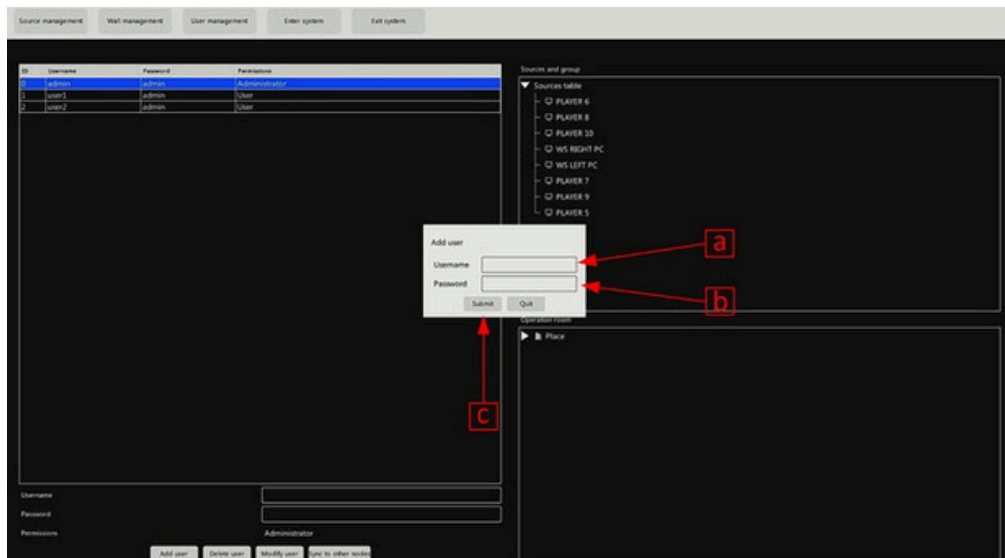 Source management Wall management User management Enter system Exit system
ID Username Password Permissions
0 admin admin Administrator
1 user1 admin User
2 user2 admin User
Sources and group
Sources table
PLAYER 6
PLAYER 8
PLAYER 10
WS RIGHT PC
WS LEFT PC
PLAYER 7
PLAYER 9
PLAYER 5
Add user
Username
Password
Submit Quit
a
b
c
Operation room
Place
Username
Password
Permissions Administrator
Add user Delete user Modify user Sync to other nodes